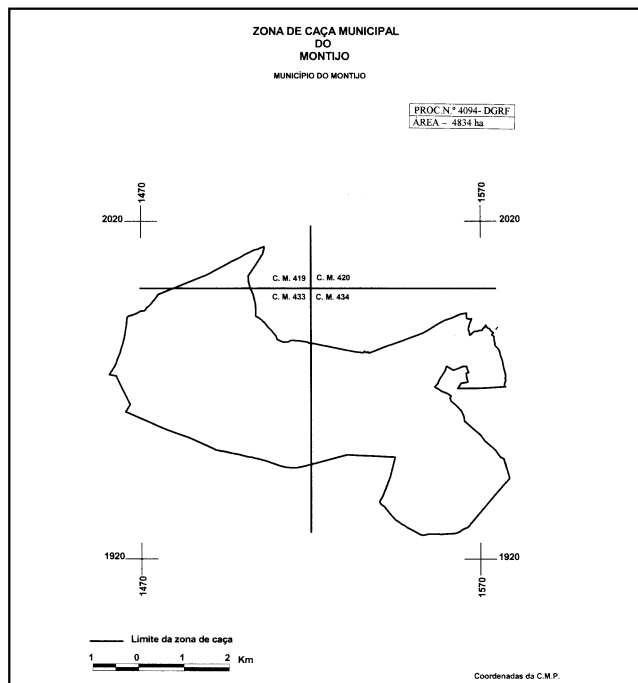 ZONA DE CAÇA MUNICIPAL
DO
MONTIJO
MUNICÍPIO DO MONTIJO
PROC.N.º 4094- DGRF
ÁREA – 4834 ha
1470
1570
2020
2020
C. M. 419
C. M. 420
C. M. 433
C. M. 434
1920
1920
1470
1570
Limite da zona de caça
1 0 1 2 Km
Coordenadas da C.M.P.